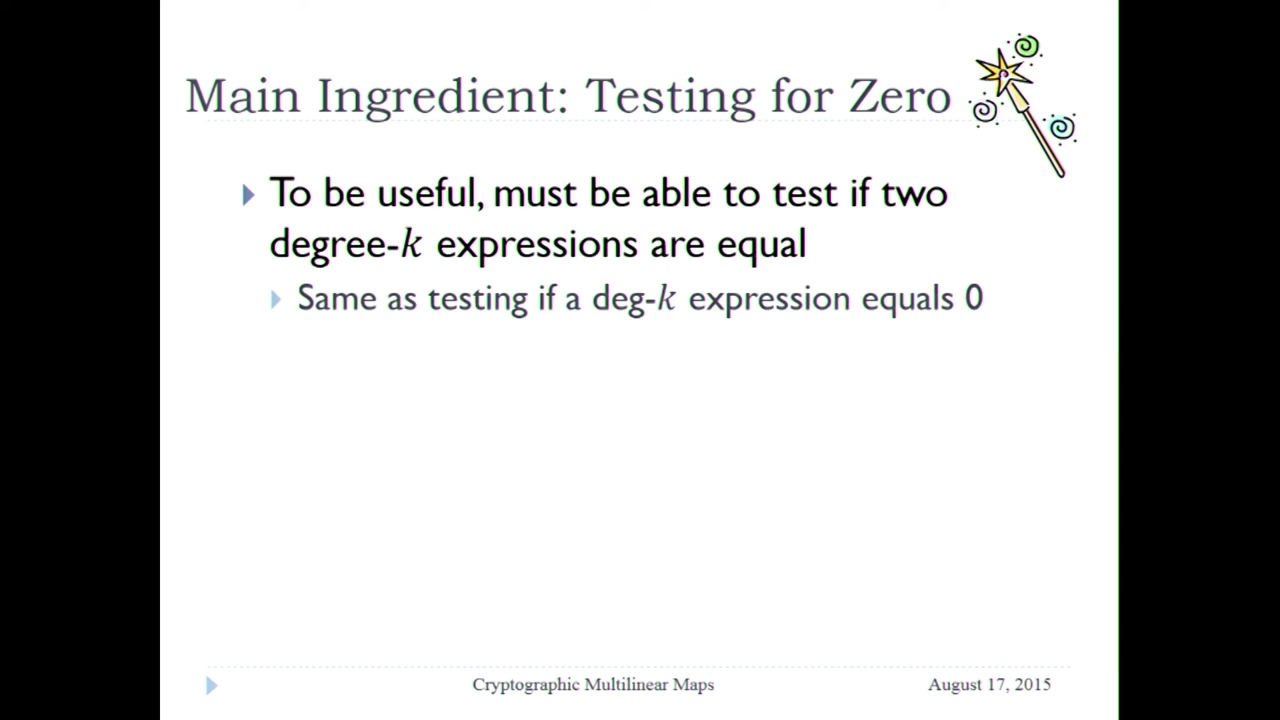 Main Ingredient: Testing for Zero
To be useful, must be able to test if two
degree-k expressions are equal
Same as testing if a deg-k expression equals 0
Cryptographic Multilinear Maps
August 17, 2015